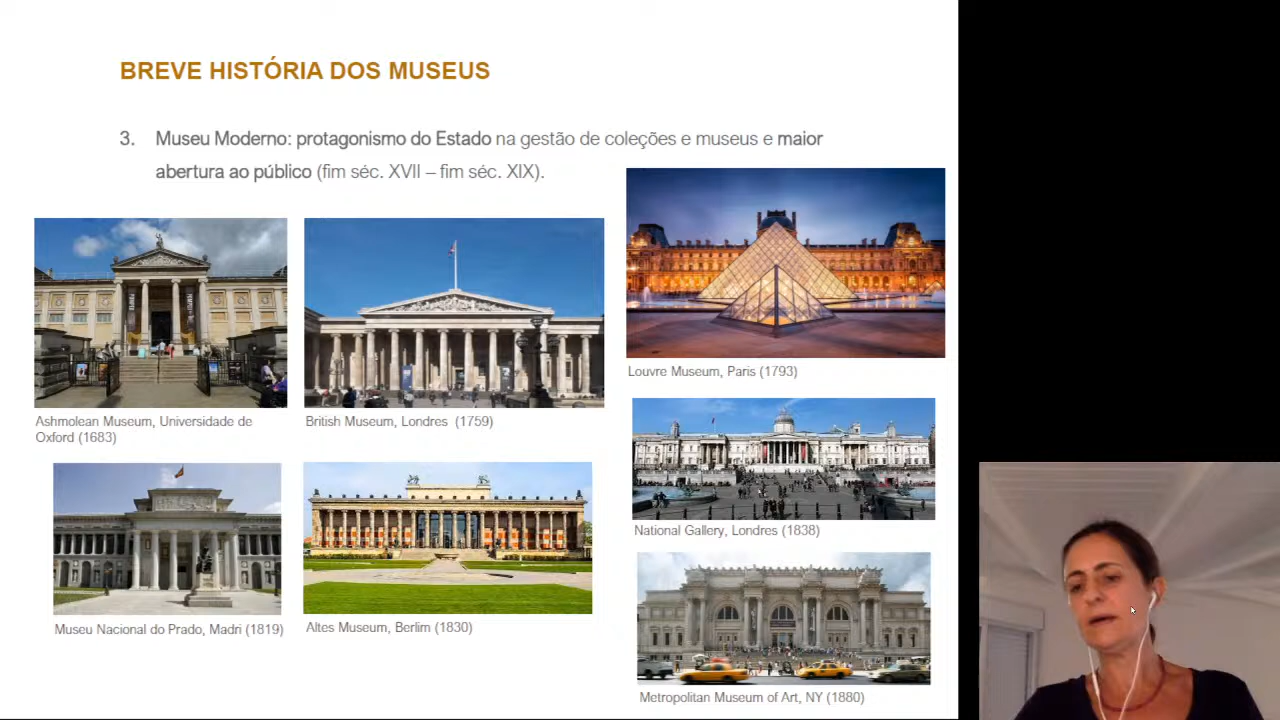 BREVE HISTÓRIA DOS MUSEUS
3. Museu Moderno: protagonismo do Estado na gestão de coleções e museus e maior
abertura ao público (fim séc. XVII – fim séc. XIX).
Ashmolean Museum, Universidade de
Oxford (1683)
British Museum, Londres (1759)
Louvre Museum, Paris (1793)
National Gallery, Londres (1838)
Museu Nacional do Prado, Madri (1819)
Altes Museum, Berlim (1830)
Metropolitan Museum of Art, NY (1880)